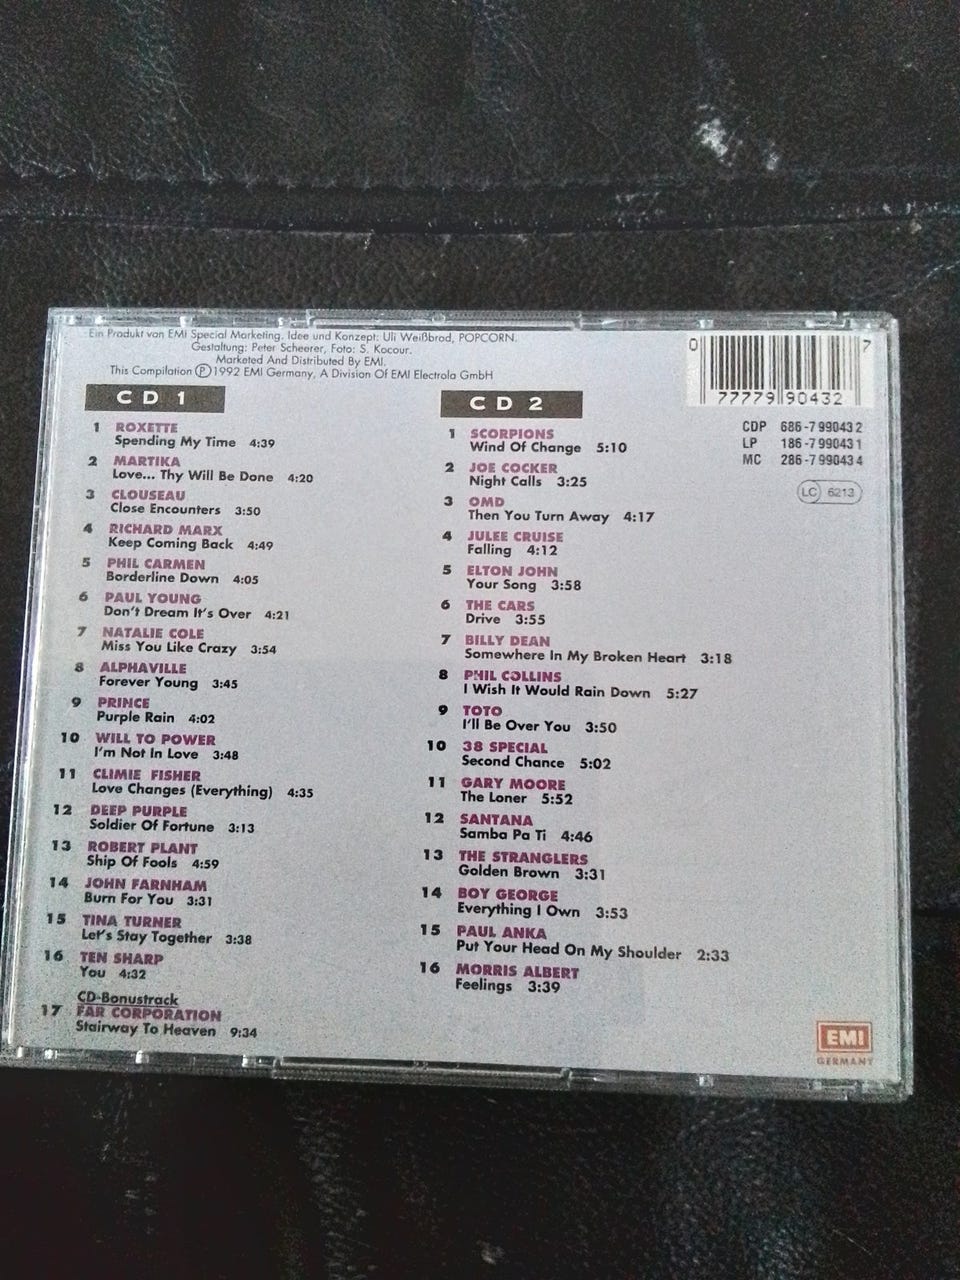 Ein Produkt von EMI Special Marketing. Idee und Konzept: Uli Weißbrod, POPCORN.
Gestaltung: Peter Scheerer, Foto: S. Kocour.
Marketed And Distributed By EMI.
This Compilation Ⓟ1992 EMI Germany, A Division Of EMI Electrola GmbH
0 77779 90432 7
CDP 686-7 99043 2
LP 186-7 99043 1
MC 286-7 99043 4
LC 6213
CD 1
1 ROXETTE
Spending My Time 4:39
2 MARTIKA
Love... Thy Will Be Done 4:20
3 CLOUSEAU
Close Encounters 3:50
4 RICHARD MARX
Keep Coming Back 4:49
5 PHIL CARMEN
Borderline Down 4:05
6 PAUL YOUNG
Don't Dream It's Over 4:21
7 NATALIE COLE
Miss You Like Crazy 3:54
8 ALPHAVILLE
Forever Young 3:45
9 PRINCE
Purple Rain 4:02
10 WILL TO POWER
I'm Not In Love 3:48
11 CLIMIE FISHER
Love Changes (Everything) 4:35
12 DEEP PURPLE
Soldier Of Fortune 3:13
13 ROBERT PLANT
Ship Of Fools 4:59
14 JOHN FARNHAM
Burn For You 3:31
15 TINA TURNER
Let's Stay Together 3:38
16 TEN SHARP
You 4:32
CD-Bonustrack
17 FAR CORPORATION
Stairway To Heaven 9:34
CD 2
1 SCORPIONS
Wind Of Change 5:10
2 JOE COCKER
Night Calls 3:25
3 OMD
Then You Turn Away 4:17
4 JULEE CRUISE
Falling 4:12
5 ELTON JOHN
Your Song 3:58
6 THE CARS
Drive 3:55
7 BILLY DEAN
Somewhere In My Broken Heart 3:18
8 PHIL COLLINS
I Wish It Would Rain Down 5:27
9 TOTO
I'll Be Over You 3:50
10 38 SPECIAL
Second Chance 5:02
11 GARY MOORE
The Loner 5:52
12 SANTANA
Samba Pa Ti 4:46
13 THE STRANGLERS
Golden Brown 3:31
14 BOY GEORGE
Everything I Own 3:53
15 PAUL ANKA
Put Your Head On My Shoulder 2:33
16 MORRIS ALBERT
Feelings 3:39
EMI
GERMANY